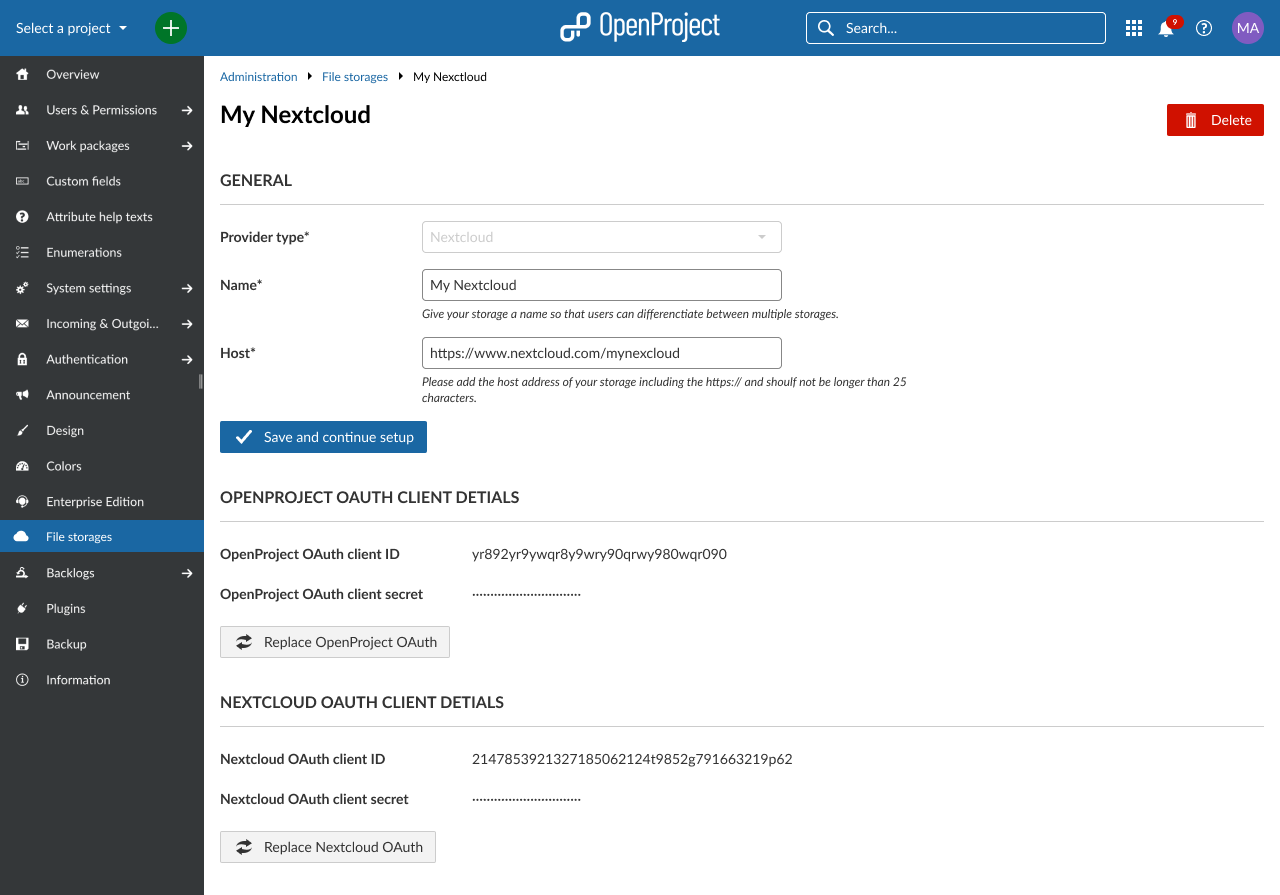 Select a project
OpenProject
Search...
9
MA
Overview
Users & Permissions
Work packages
Custom fields
Attribute help texts
Enumerations
System settings
Incoming & Outgoi...
Authentication
Announcement
Design
Colors
Enterprise Edition
File storages
Backlogs
Plugins
Backup
Information
Administration File storages My Nexctloud
My Nextcloud
Delete
GENERAL
Provider type*
Nextcloud
Name*
My Nextcloud
Give your storage a name so that users can differenctiate between multiple storages.
Host*
https://www.nextcloud.com/mynexcloud
Please add the host address of your storage including the https:// and shoulf not be longer than 25
characters.
Save and continue setup
OPENPROJECT OAUTH CLIENT DETIALS
OpenProject OAuth client ID
yr892yr9ywqr8y9wry90qrwy980wqr090
OpenProject OAuth client secret
Replace OpenProject OAuth
NEXTCLOUD OAUTH CLIENT DETIALS
Nextcloud OAuth client ID
2147853921327185062124t9852g791663219p62
Nextcloud OAuth client secret
Replace Nextcloud OAuth